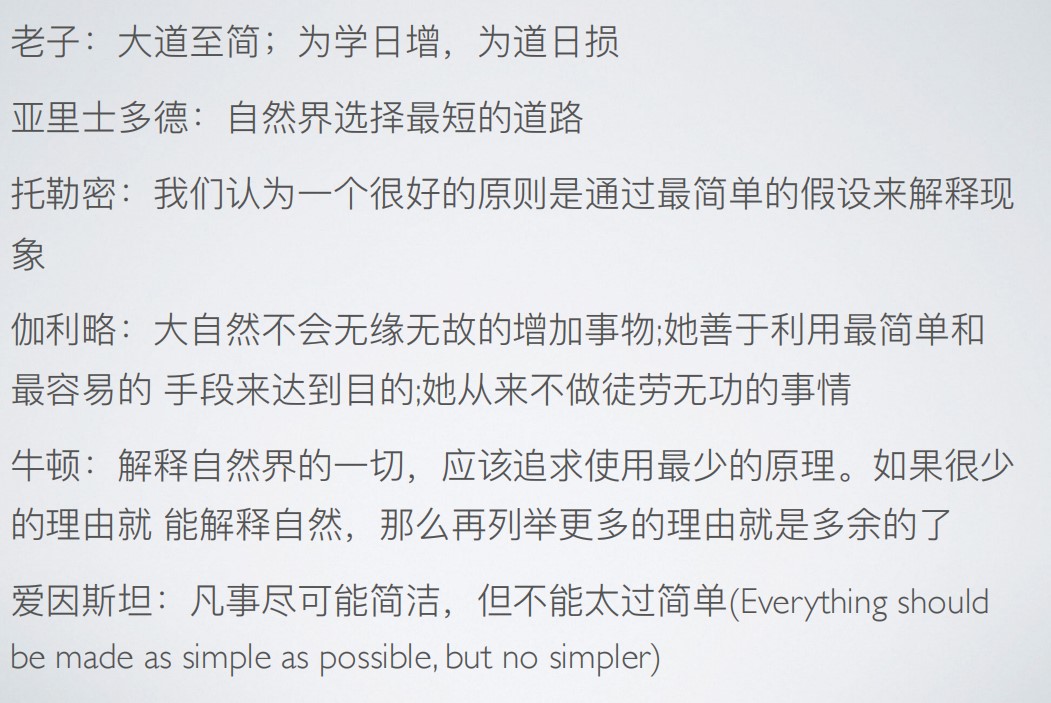 老子：大道至简；为学日增，为道日损
亚里士多德：自然界选择最短的道路
托勒密：我们认为一个很好的原则是通过最简单的假设来解释现
象
伽利略：大自然不会无缘无故的增加事物;她善于利用最简单和
最容易的 手段来达到目的;她从来不做徒劳无功的事情
牛顿：解释自然界的一切，应该追求使用最少的原理。如果很少
的理由就 能解释自然，那么再列举更多的理由就是多余的了
爱因斯坦：凡事尽可能简洁，但不能太过简单(Everything should
be made as simple as possible, but no simpler)